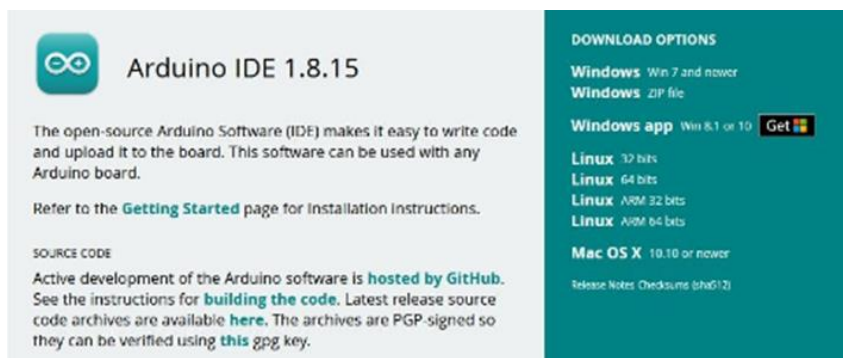 Arduino IDE 1.8.15
The open-source Arduino Software (IDE) makes it easy to write code
and upload it to the board. This software can be used with any
Arduino board.
Refer to the Getting Started page for Installation instructions.
SOURCE CODE
Active development of the Arduino software is hosted by GitHub.
See the instructions for building the code. Latest release source
code archives are available here. The archives are PGP-signed so
they can be verified using this gpg key.
DOWNLOAD OPTIONS
Windows Win 7 and newer
Windows ZIP file
Windows app Win 8.1 or 10 Get
Linux 32 bits
Linux 64 bits
Linux ARM 32 bits
Linux ARM 64 bits
Mac OS X 10.10 or newer
Release Notes Checksums (sha512)